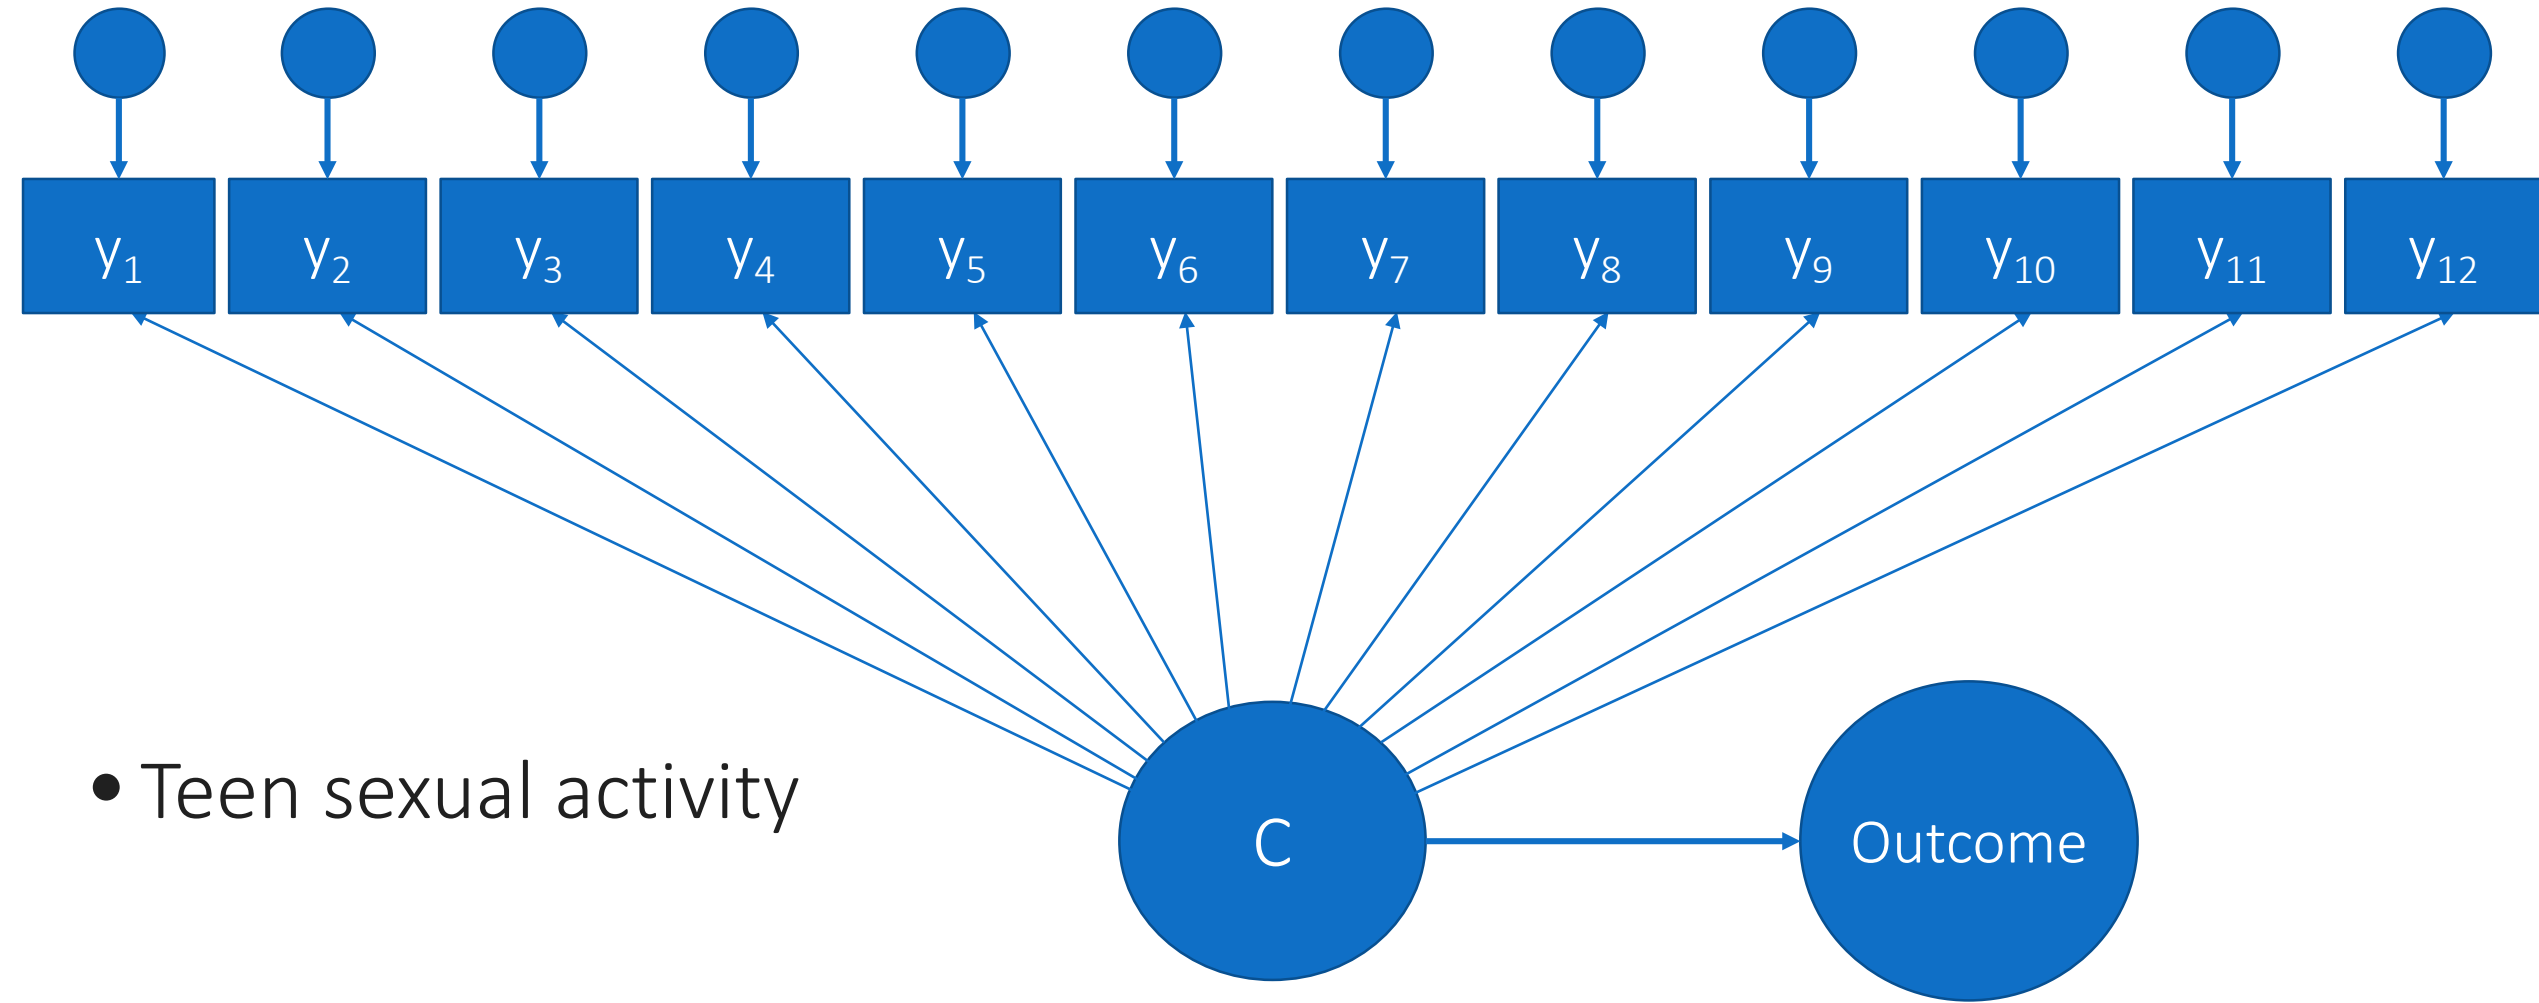 y1 y2 y3 y4 y5 y6 y7 y8 y9 y10 y11 y12
• Teen sexual activity
C
Outcome